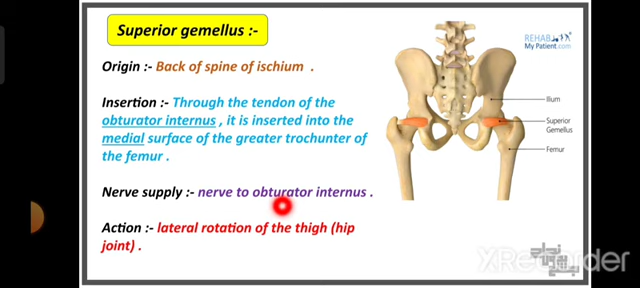 Superior gemellus :-
Origin :- Back of spine of ischium .
Insertion :- Through the tendon of the
obturator internus , it is inserted into the
medial surface of the greater trochunter of
the femur .
Nerve supply :- nerve to obturator internus .
Action :- lateral rotation of the thigh (hip
joint) .
REHAB
My Patient.com
Ilium
Superior
Gemellus
Femur
XRecorder